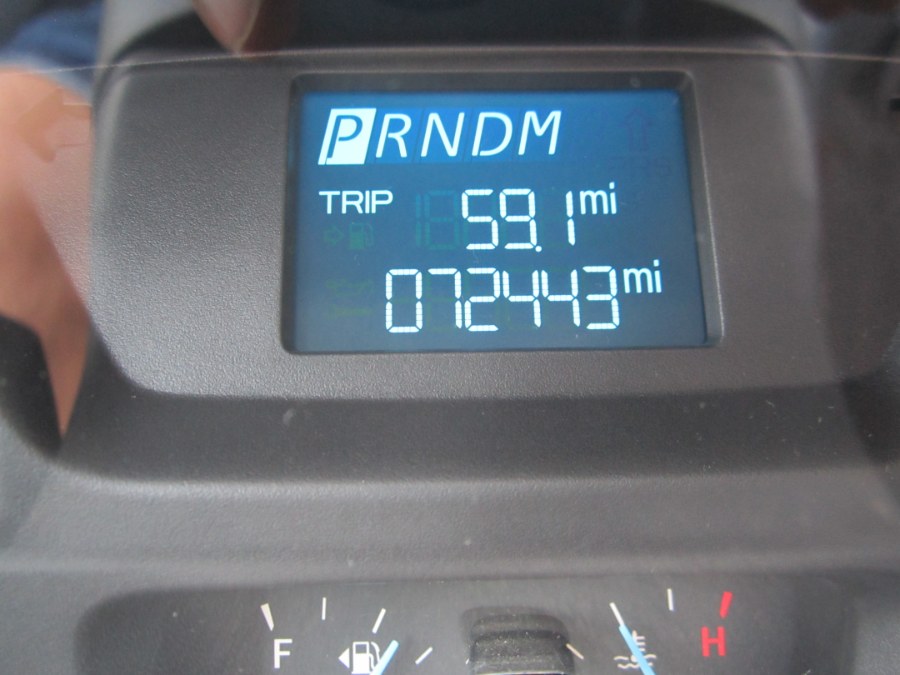 PRNDM
TRIP 59.1 mi
072443 mi
F H